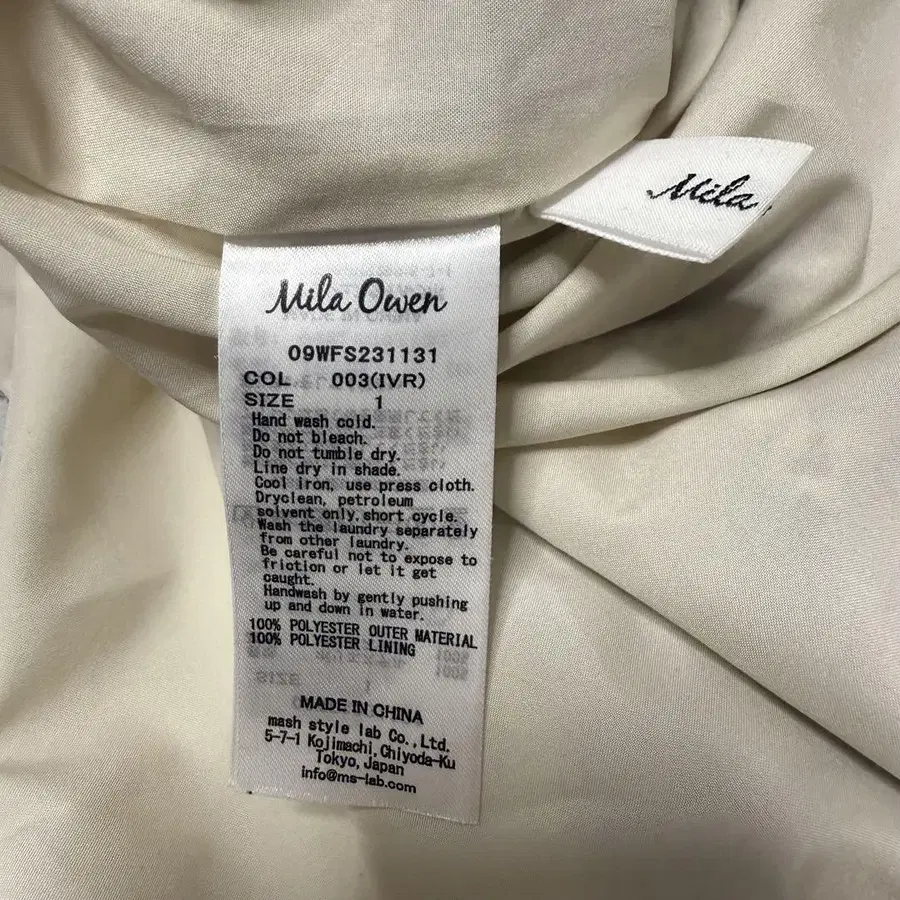 Mila
Mila Owen
09WFS231131
COL 003(IVR)
SIZE 1
Hand wash cold.
Do not bleach.
Do not tumble dry.
Line dry in shade.
Cool iron, use press cloth.
Dryclean, petroleum
solvent only, short cycle.
Wash the laundry separately
from other laundry.
Be careful not to expose to
friction or let it get
caught.
Handwash by gently pushing
up and down in water.
100% POLYESTER OUTER MATERIAL
100% POLYESTER LINING
MADE IN CHINA
mash style lab Co., Ltd.
5-7-1 Kojimachi, Chiyoda-Ku
Tokyo, Japan
info@ms-lab.com